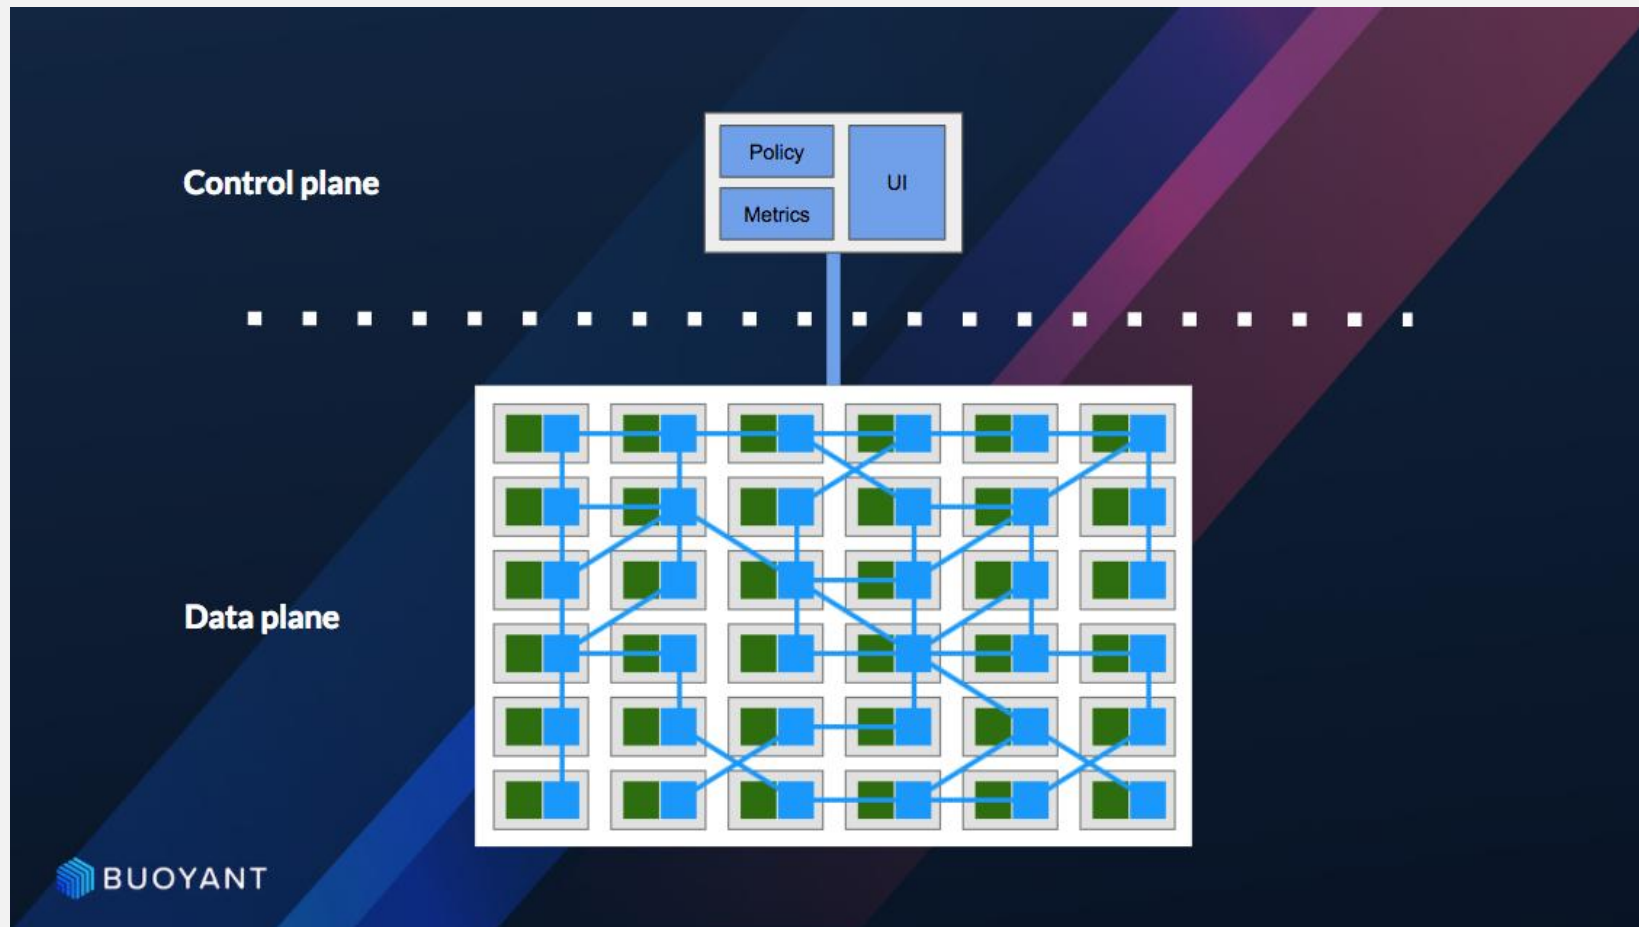 Control plane
Policy
Metrics
UI
Data plane
BUOYANT